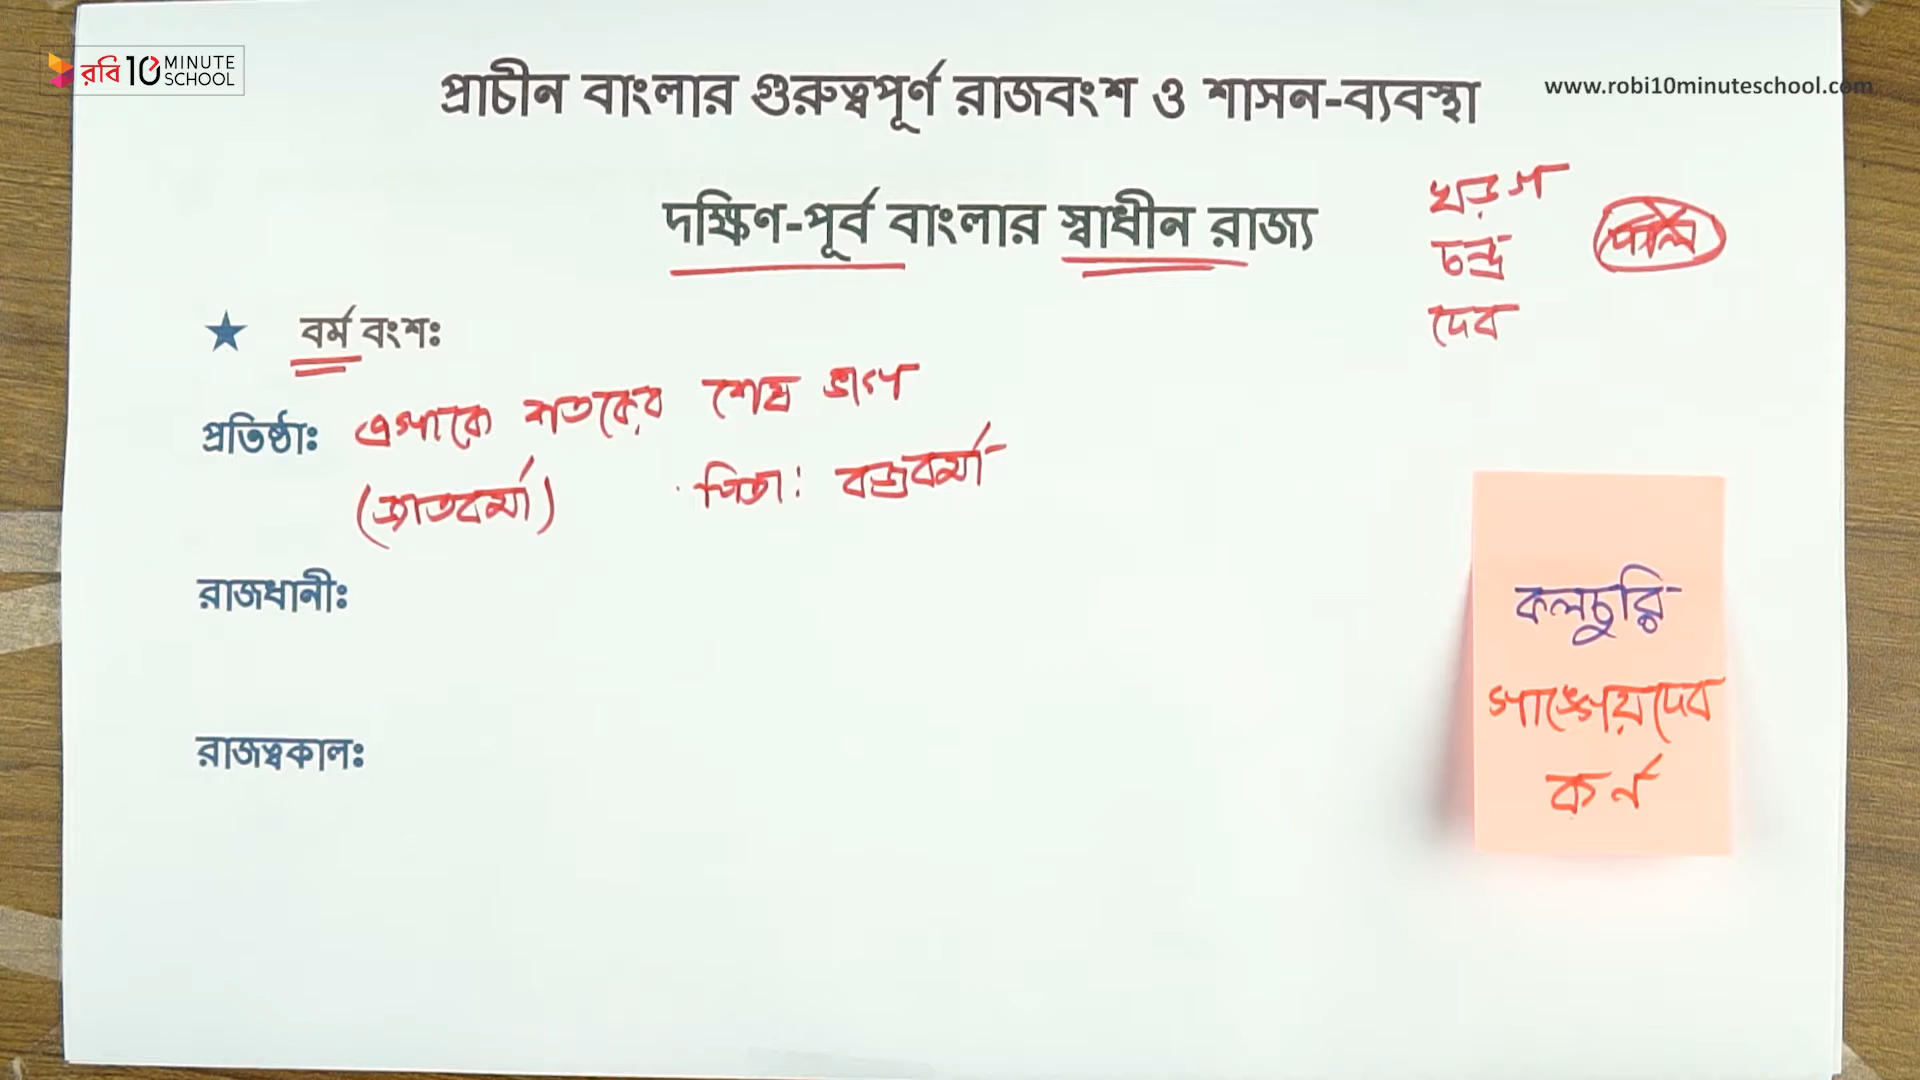 রবি 10 MINUTE SCHOOL
www.robi10minuteschool.com
প্রাচীন বাংলার গুরুত্বপূর্ণ রাজবংশ ও শাসন-ব্যবস্থা
দক্ষিণ-পূর্ব বাংলার স্বাধীন রাজ্য
খড়গ
চন্দ্র
দেব
পাল
★ বর্ম বংশঃ
প্রতিষ্ঠাঃ এগারো শতকের শেষ ভাগ
(জাতবর্মা) পিতা: বজ্রবর্মা
রাজধানীঃ
রাজত্বকালঃ
কলচুরি
গাঙ্গেয়দেব
কর্ন